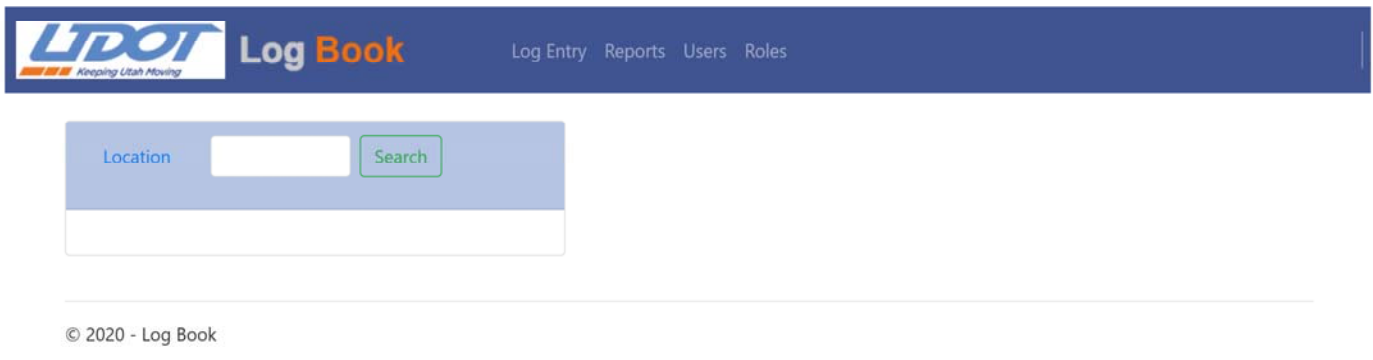 UDOT
Keeping Utah Moving
Log Book
Log Entry Reports Users Roles
Location Search
© 2020 - Log Book